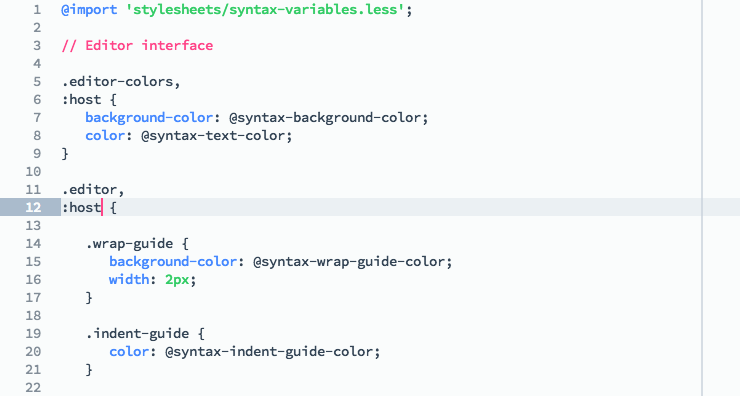 1 @import 'stylesheets/syntax-variables.less';
2
3 // Editor interface
4
5 .editor-colors,
6 :host {
7 background-color: @syntax-background-color;
8 color: @syntax-text-color;
9 }
10
11 .editor,
12 :host {
13
14 .wrap-guide {
15 background-color: @syntax-wrap-guide-color;
16 width: 2px;
17 }
18
19 .indent-guide {
20 color: @syntax-indent-guide-color;
21 }
22